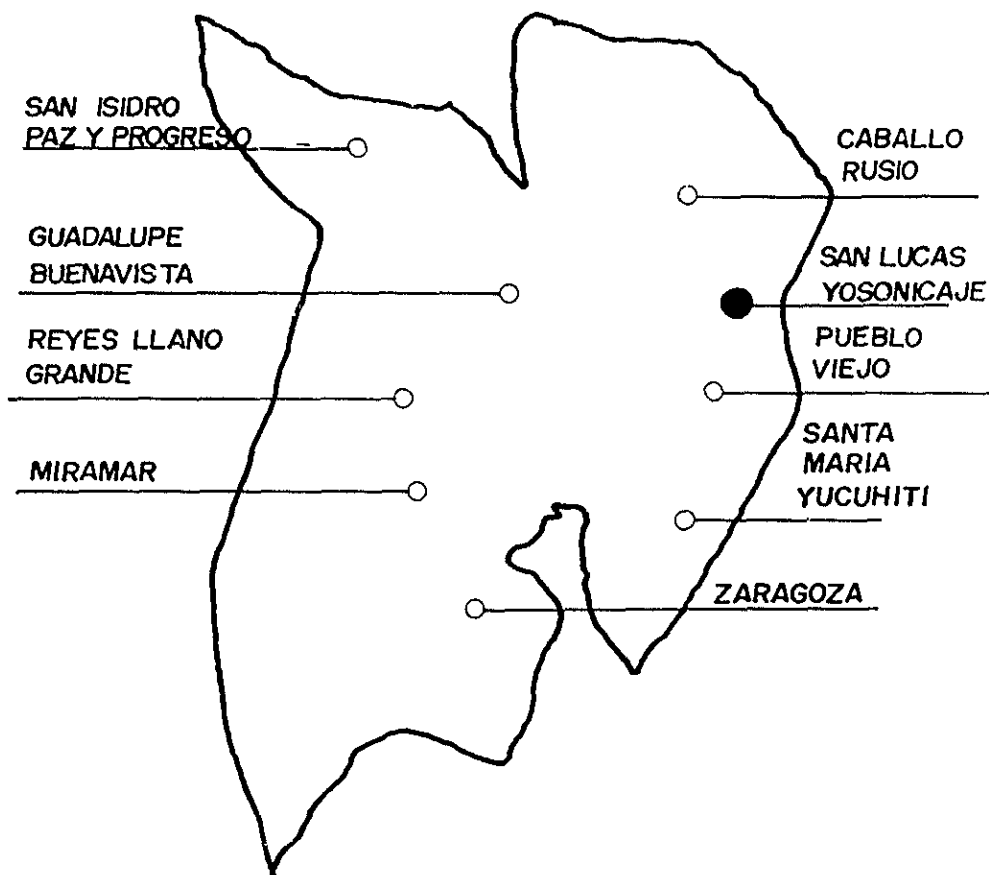 SAN ISIDRO
PAZ Y PROGRESO
GUADALUPE
BUENAVISTA
REYES LLANO
GRANDE
MIRAMAR
CABALLO
RUSIO
SAN LUCAS
YOSONICAJE
PUEBLO
VIEJO
SANTA
MARIA
YUCUHITI
ZARAGOZA